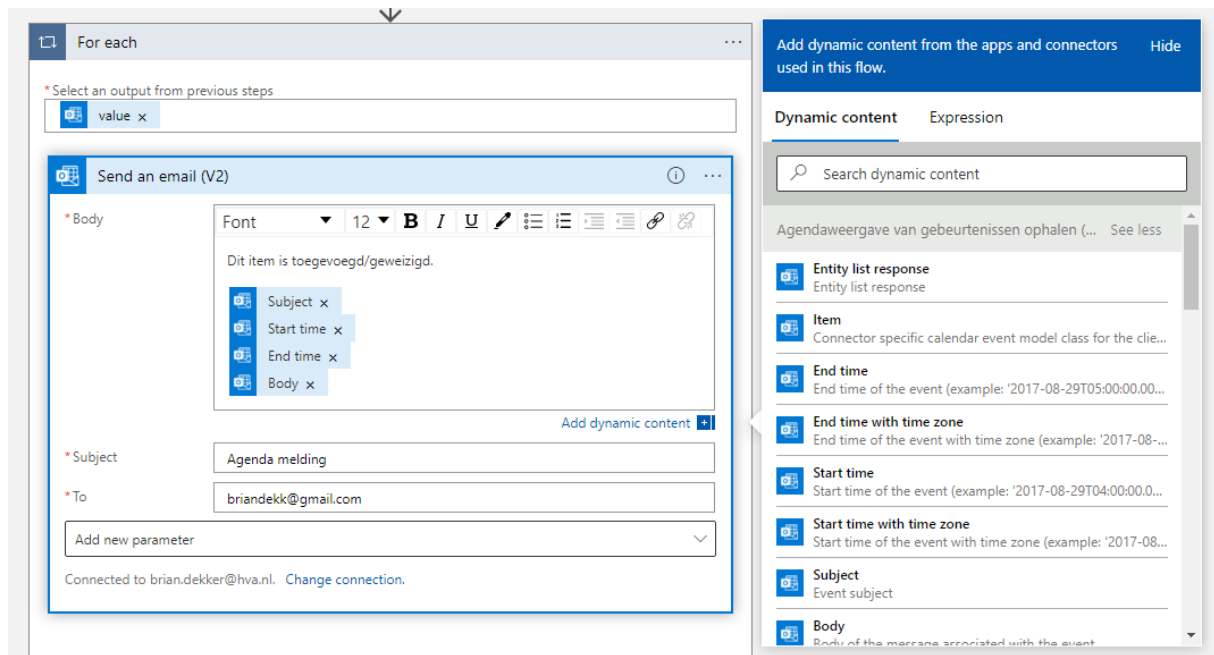 For each
...
* Select an output from previous steps
value ×
Send an email (V2)
...
* Body
Font 12 B I U
Dit item is toegevoegd/geweizigd.
Subject ×
Start time ×
End time ×
Body ×
Add dynamic content +
* Subject
Agenda melding
* To
briandekk@gmail.com
Add new parameter
Connected to brian.dekker@hva.nl. Change connection.
Add dynamic content from the apps and connectors Hide
used in this flow.
Dynamic content Expression
Search dynamic content
Agendaweergave van gebeurtenissen ophalen (... See less
Entity list response
Entity list response
Item
Connector specific calendar event model class for the clie...
End time
End time of the event (example: '2017-08-29T05:00:00.00...
End time with time zone
End time of the event with time zone (example: '2017-08-...
Start time
Start time of the event (example: '2017-08-29T04:00:00.0...
Start time with time zone
Start time of the event with time zone (example: '2017-08...
Subject
Event subject
Body
Body of the message associated with the event